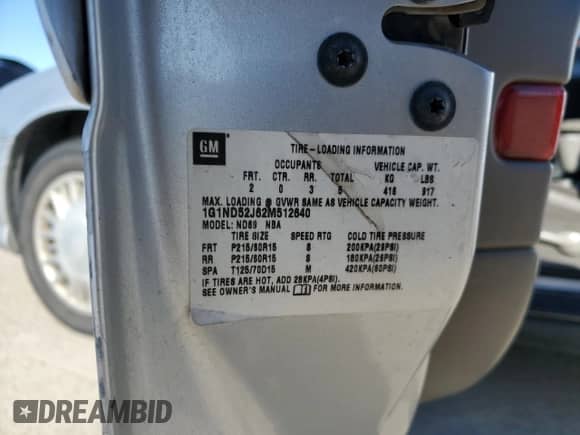 GM
TIRE-LOADING INFORMATION
OCCUPANTS VEHICLE CAP. WT.
FRT. CTR. RR. TOTAL KG LBS
2 0 3 5 416 917
MAX. LOADING @ GVWR SAME AS VEHICLE CAPACITY WEIGHT.
1G1ND52J62M512640
MODEL: ND69 NBA
TIRE SIZE SPEED RTG COLD TIRE PRESSURE
FRT P215/60R15 S 200KPA(29PSI)
RR P215/60R15 S 180KPA(26PSI)
SPA T125/70D15 M 420KPA(60PSI)
IF TIRES ARE HOT, ADD 28KPA(4PSI)
SEE OWNER'S MANUAL FOR MORE INFORMATION.
DREAMBID